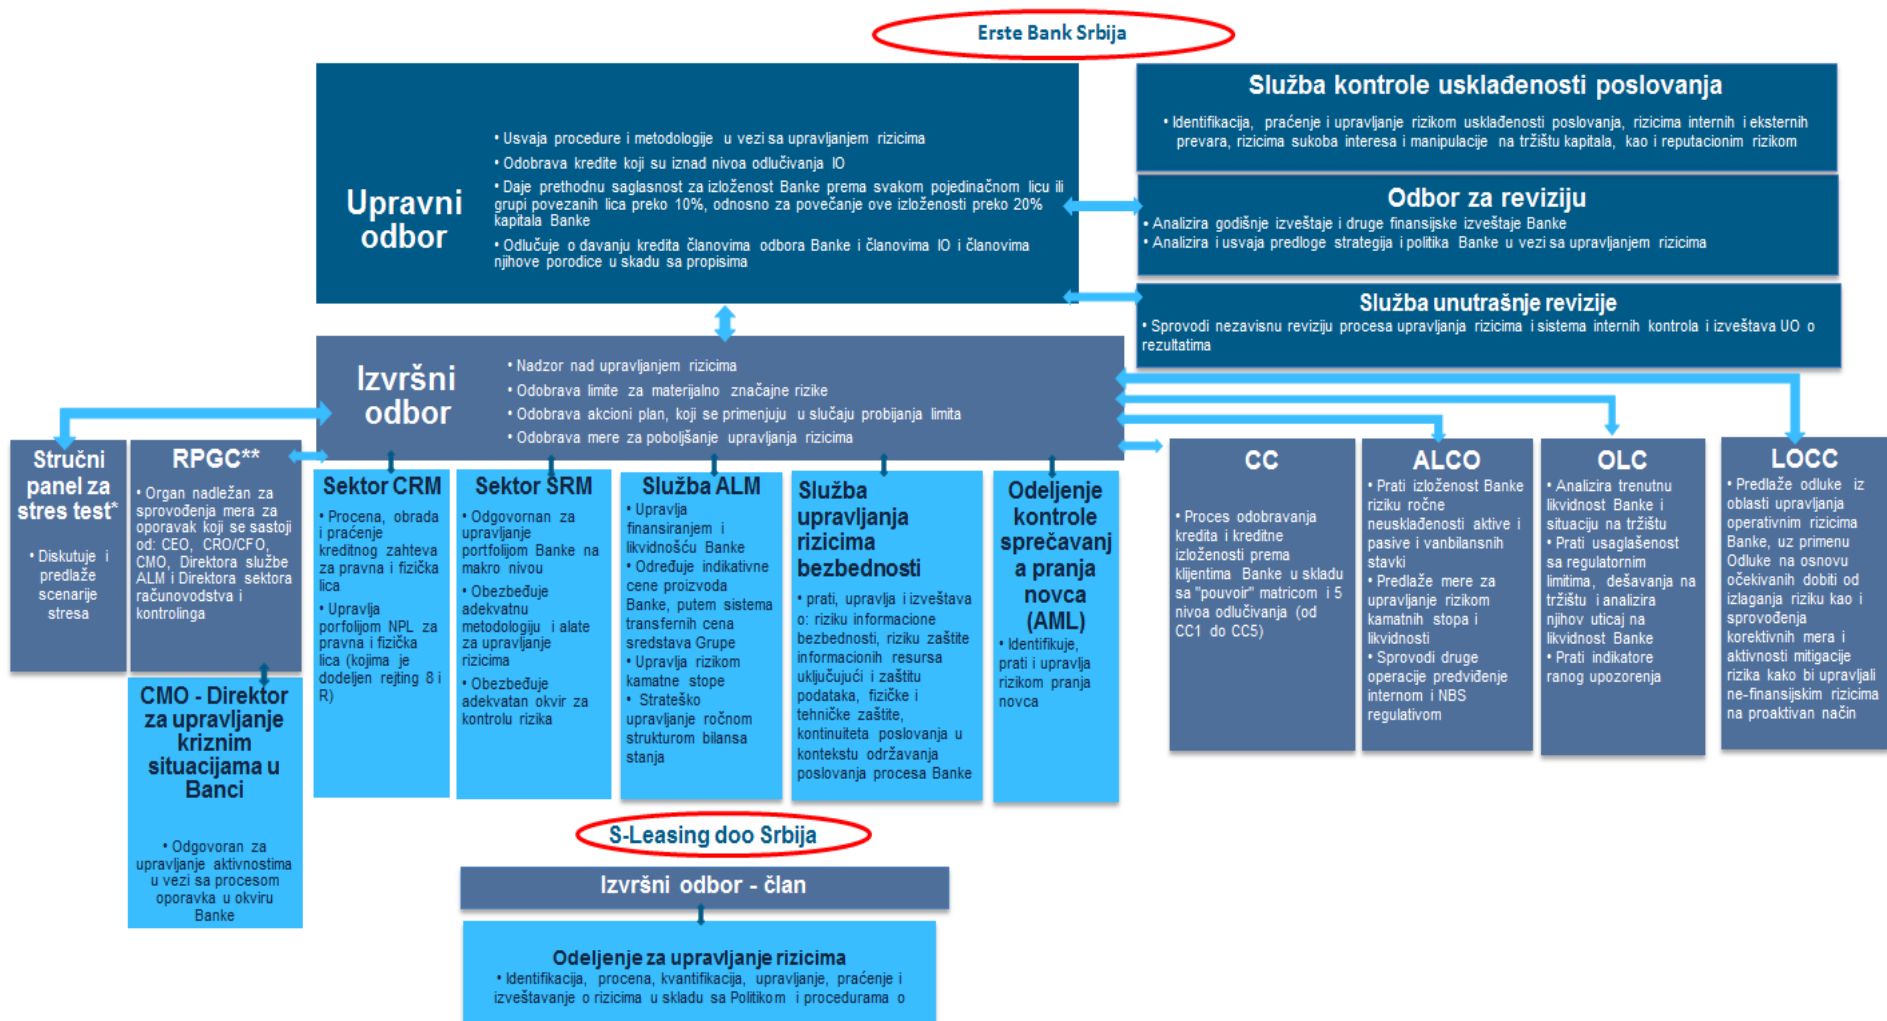 Erste Bank Srbija
Upravni
odbor
• Usvaja procedure i metodologije u vezi sa upravljanjem rizicima
• Odobrava kredite koji su iznad nivoa odlučivanja IO
• Daje prethodnu saglasnost za izloženost Banke prema svakom pojedinačnom licu ili
grupi povezanih lica preko 10%, odnosno za povećanje ove izloženosti preko 20%
kapitala Banke
• Odlučuje o davanju kredita članovima odbora Banke i članovima IO i članovima
njihove porodice u skadu sa propisima
Služba kontrole usklađenosti poslovanja
• Identifikacija, praćenje i upravljanje rizikom usklađenosti poslovanja, rizicima internih i eksternih
prevara, rizicima sukoba interesa i manipulacije na tržištu kapitala, kao i reputacionim rizikom
Odbor za reviziju
• Analizira godišnje izveštaje i druge finansijske izveštaje Banke
• Analizira i usvaja predloge strategija i politika Banke u vezi sa upravljanjem rizicima
Služba unutrašnje revizije
• Sprovodi nezavisnu reviziju procesa upravljanja rizicima i sistema internih kontrola i izveštava UO o
rezultatima
Izvršni
odbor
• Nadzor nad upravljanjem rizicima
• Odobrava limite za materijalno značajne rizike
• Odobrava akcioni plan, koji se primenjuju u slučaju probijanja limita
• Odobrava mere za poboljšanje upravljanja rizicima
Stručni
panel za
stres test*
• Diskutuje i
predlaže
scenarije
stresa
RPGC**
• Organ nadležan za
sprovođenja mera za
oporavak koji se sastoji
od: CEO, CRO/CFO,
CMO, Direktora službe
ALM i Direktora sektora
računovodstva i
kontrolinga
CMO - Direktor
za upravljanje
kriznim
situacijama u
Banci
• Odgovoran za
upravljanje aktivnostima
u vezi sa procesom
oporavka u okviru
Banke
Sektor CRM
• Procena, obrada
i praćenje
kreditnog zahteva
za pravna i fizička
lica
• Upravlja
porfolijom NPL za
pravna i fizička
lica (kojima je
dodeljen rejting 8 i
R)
Sektor SRM
• Odgovornan za
upravljanje
portfolijom Banke na
makro nivou
• Obezbeđuje
adekvatnu
metodologiju i alate
za upravljanje
rizicima
• Obezbeđuje
adekvatan okvir za
kontrolu rizika
Služba ALM
• Upravlja
finansiranjem i
likvidnošću Banke
• Određuje indikativne
cene proizvoda
Banke, putem sistema
transfernih cena
sredstava Grupe
• Upravlja rizikom
kamatne stope
• Strateško
upravljanje ročnom
strukturom bilansa
stanja
Služba
upravljanja
rizicima
bezbednosti
• prati, upravlja i izveštava
o: riziku informacione
bezbednosti, riziku zaštite
informacionih resursa
uključujući i zaštitu
podataka, fizičke i
tehničke zaštite,
kontinuiteta poslovanja u
kontekstu održavanja
poslovanja procesa Banke
Odeljenje
kontrole
sprečavanj
a pranja
novca
(AML)
• Identifikuje,
prati i upravlja
rizikom pranja
novca
CC
• Proces odobravanja
kredita i kreditne
izloženosti prema
klijentima Banke u skladu
sa "pouvoir" matricom i 5
nivoa odlučivanja (od
CC1 do CC5)
ALCO
• Prati izloženost Banke
riziku ročne
neusklađenosti aktive i
pasive i vanbilansnih
stavki
• Predlaže mere za
upravljanje rizikom
kamatnih stopa i
likvidnosti
• Sprovodi druge
operacije predviđene
internom i NBS
regulativom
OLC
• Analizira trenutnu
likvidnost Banke i
situaciju na tržištu
• Prati usaglašenost
sa regulatornim
limitima, dešavanja na
tržištu i analizira
njihov uticaj na
likvidnost Banke
• Prati indikatore
ranog upozorenja
LOCC
• Predlaže odluke iz
oblasti upravljanja
operativnim rizicima
Banke, uz primenu
Odluke na osnovu
očekivanih dobiti od
izlaganja riziku kao i
sprovođenja
korektivnih mera i
aktivnosti mitigacije
rizika kako bi upravljali
ne-finansijskim rizicima
na proaktivan način
S-Leasing doo Srbija
Izvršni odbor - član
Odeljenje za upravljanje rizicima
• Identifikacija, procena, kvantifikacija, upravljanje, praćenje i
izveštavanje o rizicima u skladu sa Politikom i procedurama o